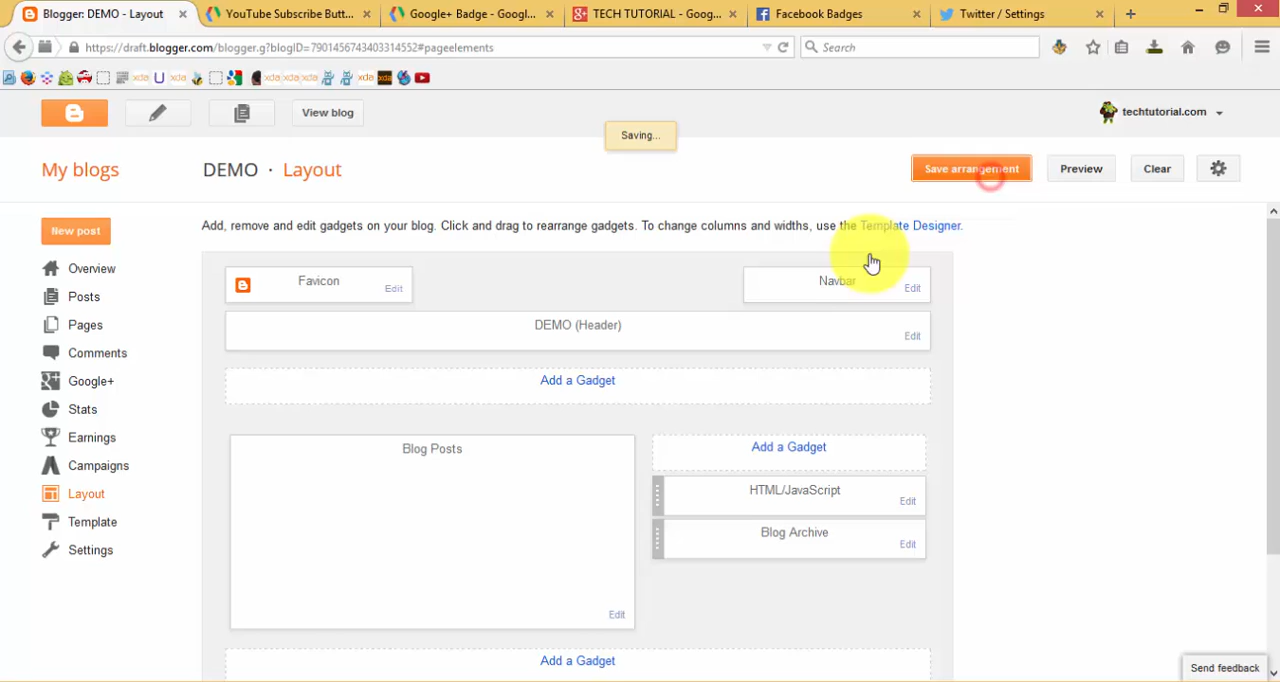 Blogger: DEMO - Layout
YouTube Subscribe Butt...
Google+ Badge - Googl...
TECH TUTORIAL - Goog...
Facebook Badges
Twitter / Settings
https://draft.blogger.com/blogger.g?blogID=7901456743403314552#pageelements
Search
View blog
Saving...
techtutorial.com
My blogs
DEMO · Layout
Save arrangement
Preview
Clear
New post
Add, remove and edit gadgets on your blog. Click and drag to rearrange gadgets. To change columns and widths, use the Template Designer.
Overview
Posts
Pages
Comments
Google+
Stats
Earnings
Campaigns
Layout
Template
Settings
Favicon
Edit
Navbar
Edit
DEMO (Header)
Edit
Add a Gadget
Blog Posts
Edit
Add a Gadget
HTML/JavaScript
Edit
Blog Archive
Edit
Add a Gadget
Send feedback